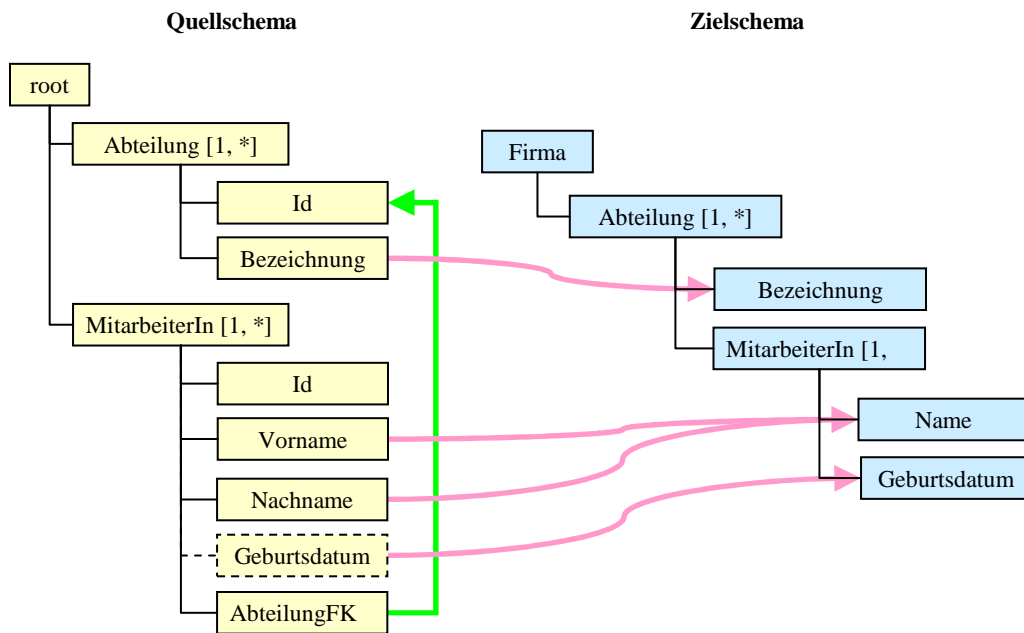 Quellschema
root
Abteilung [1, *]
Id
Bezeichnung
MitarbeiterIn [1, *]
Id
Vorname
Nachname
Geburtsdatum
AbteilungFK
Zielschema
Firma
Abteilung [1, *]
Bezeichnung
MitarbeiterIn [1,
Name
Geburtsdatum